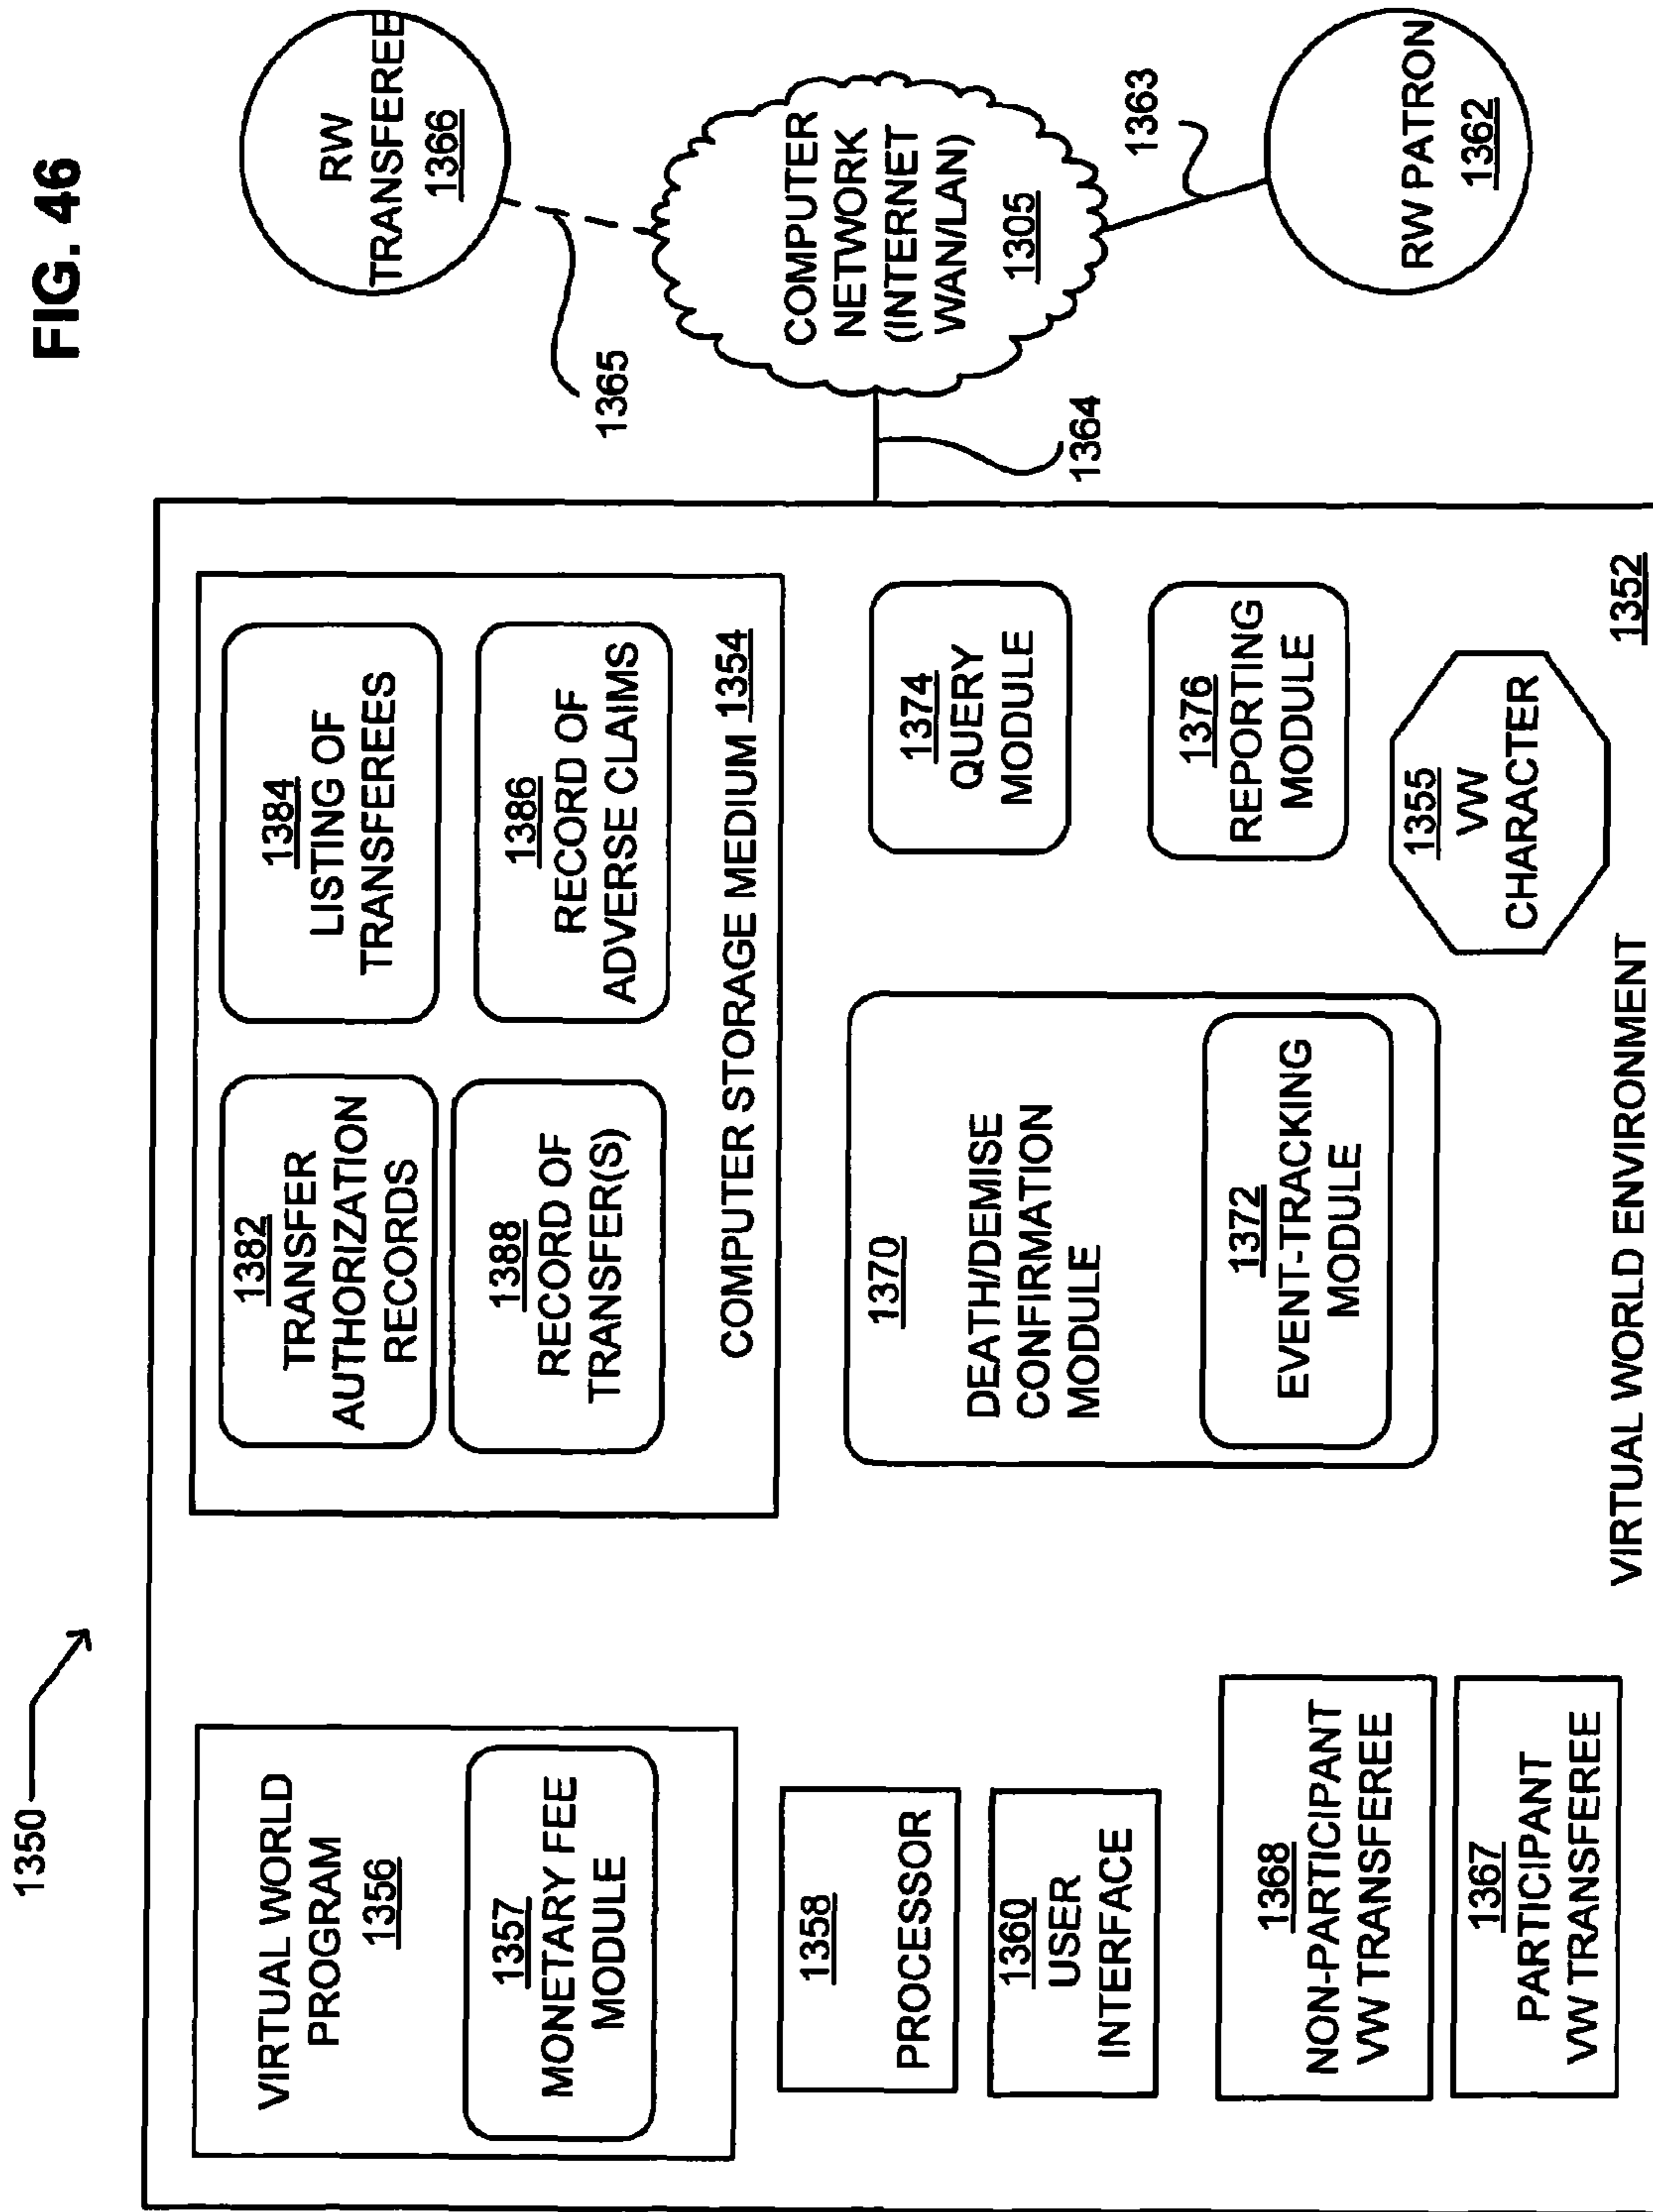 FIG. 46
1350
VIRTUAL WORLD
PROGRAM
1356
1357
MONETARY FEE
MODULE
1358
PROCESSOR
1360
USER
INTERFACE
1368
NON-PARTICIPANT
VW TRANSFEREE
1367
PARTICIPANT
VW TRANSFEREE
1382
TRANSFER
AUTHORIZATION
RECORDS
1384
LISTING OF
TRANSFEREES
1388
RECORD OF
TRANSFER(S)
1386
RECORD OF
ADVERSE CLAIMS
COMPUTER STORAGE MEDIUM 1354
1370
DEATH/DEMISE
CONFIRMATION
MODULE
1372
EVENT-TRACKING
MODULE
1374
QUERY
MODULE
1376
REPORTING
MODULE
1355
VW
CHARACTER
VIRTUAL WORLD ENVIRONMENT
1352
1364
1365
RW
TRANSFEREE
1366
COMPUTER
NETWORK
(INTERNET
WAN/LAN)
1305
1363
RW PATRON
1362